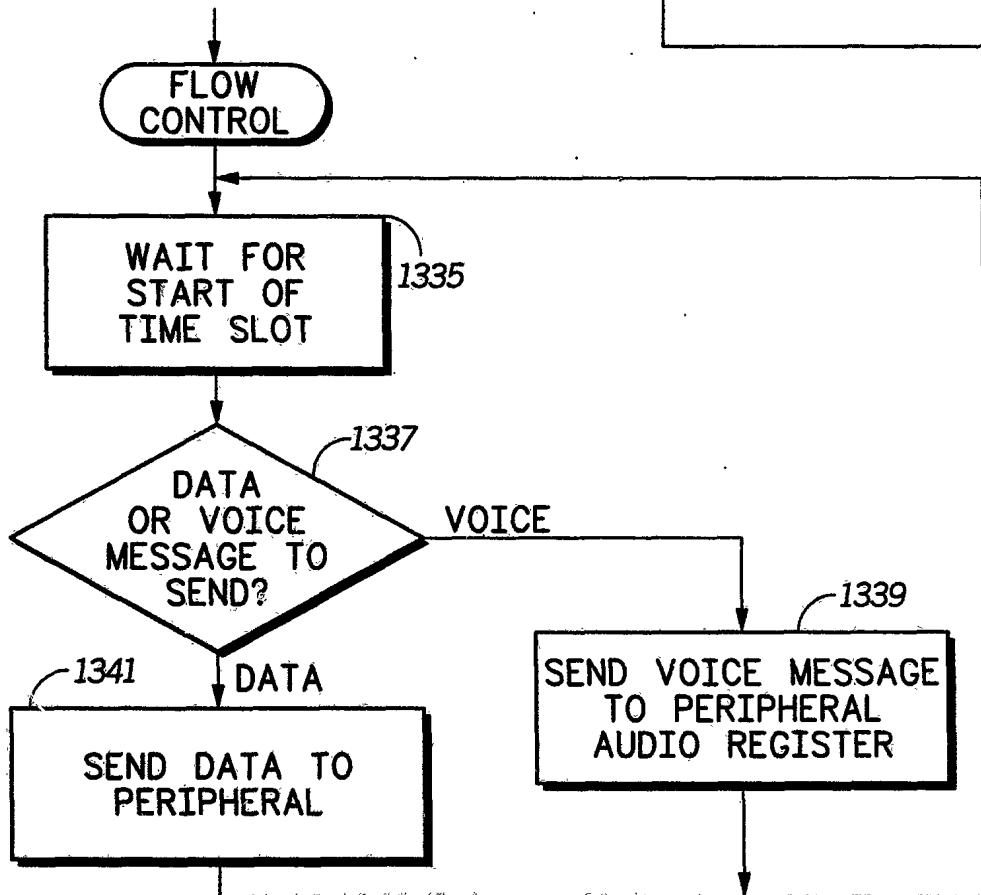 FLOW
CONTROL
WAIT FOR
START OF
TIME SLOT
1335
1337
DATA
OR VOICE
MESSAGE TO
SEND?
VOICE
DATA
1339
SEND VOICE MESSAGE
TO PERIPHERAL
AUDIO REGISTER
1341
SEND DATA TO
PERIPHERAL